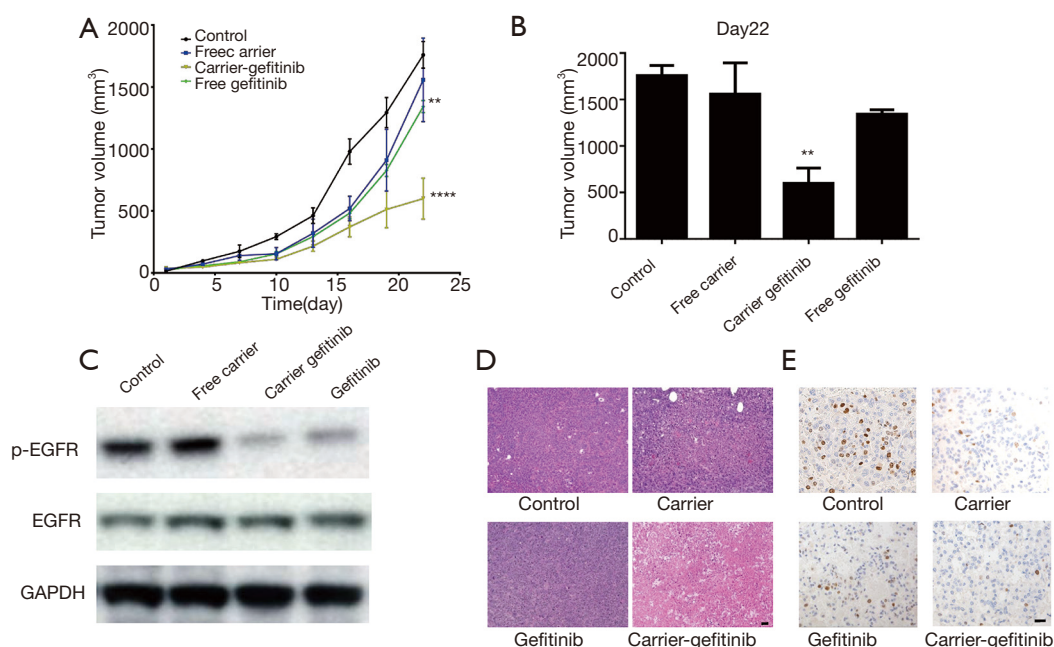 A
2000
1500
1000
500
0
Tumor volume (mm³)
Control
Freec arrier
Carrier-gefitinib
Free gefitinib
**
****
0 5 10 15 20 25
Time(day)
B
Day22
2000
1500
1000
500
0
Tumor volume (mm³)
**
Control
Free carrier
Carrier gefitinib
Free gefitinib
C
Control
Free carrier
Carrier gefitinib
Gefitinib
p-EGFR
EGFR
GAPDH
D
Control Carrier
Gefitinib Carrier-gefitinib
E
Control Carrier
Gefitinib Carrier-gefitinib